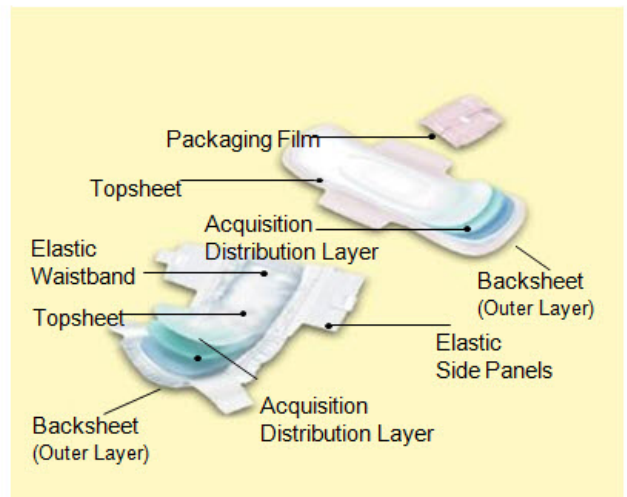 Packaging Film
Topsheet
Acquisition
Distribution Layer
Elastic
Waistband
Backsheet
(Outer Layer)
Topsheet
Elastic
Side Panels
Acquisition
Distribution Layer
Backsheet
(Outer Layer)